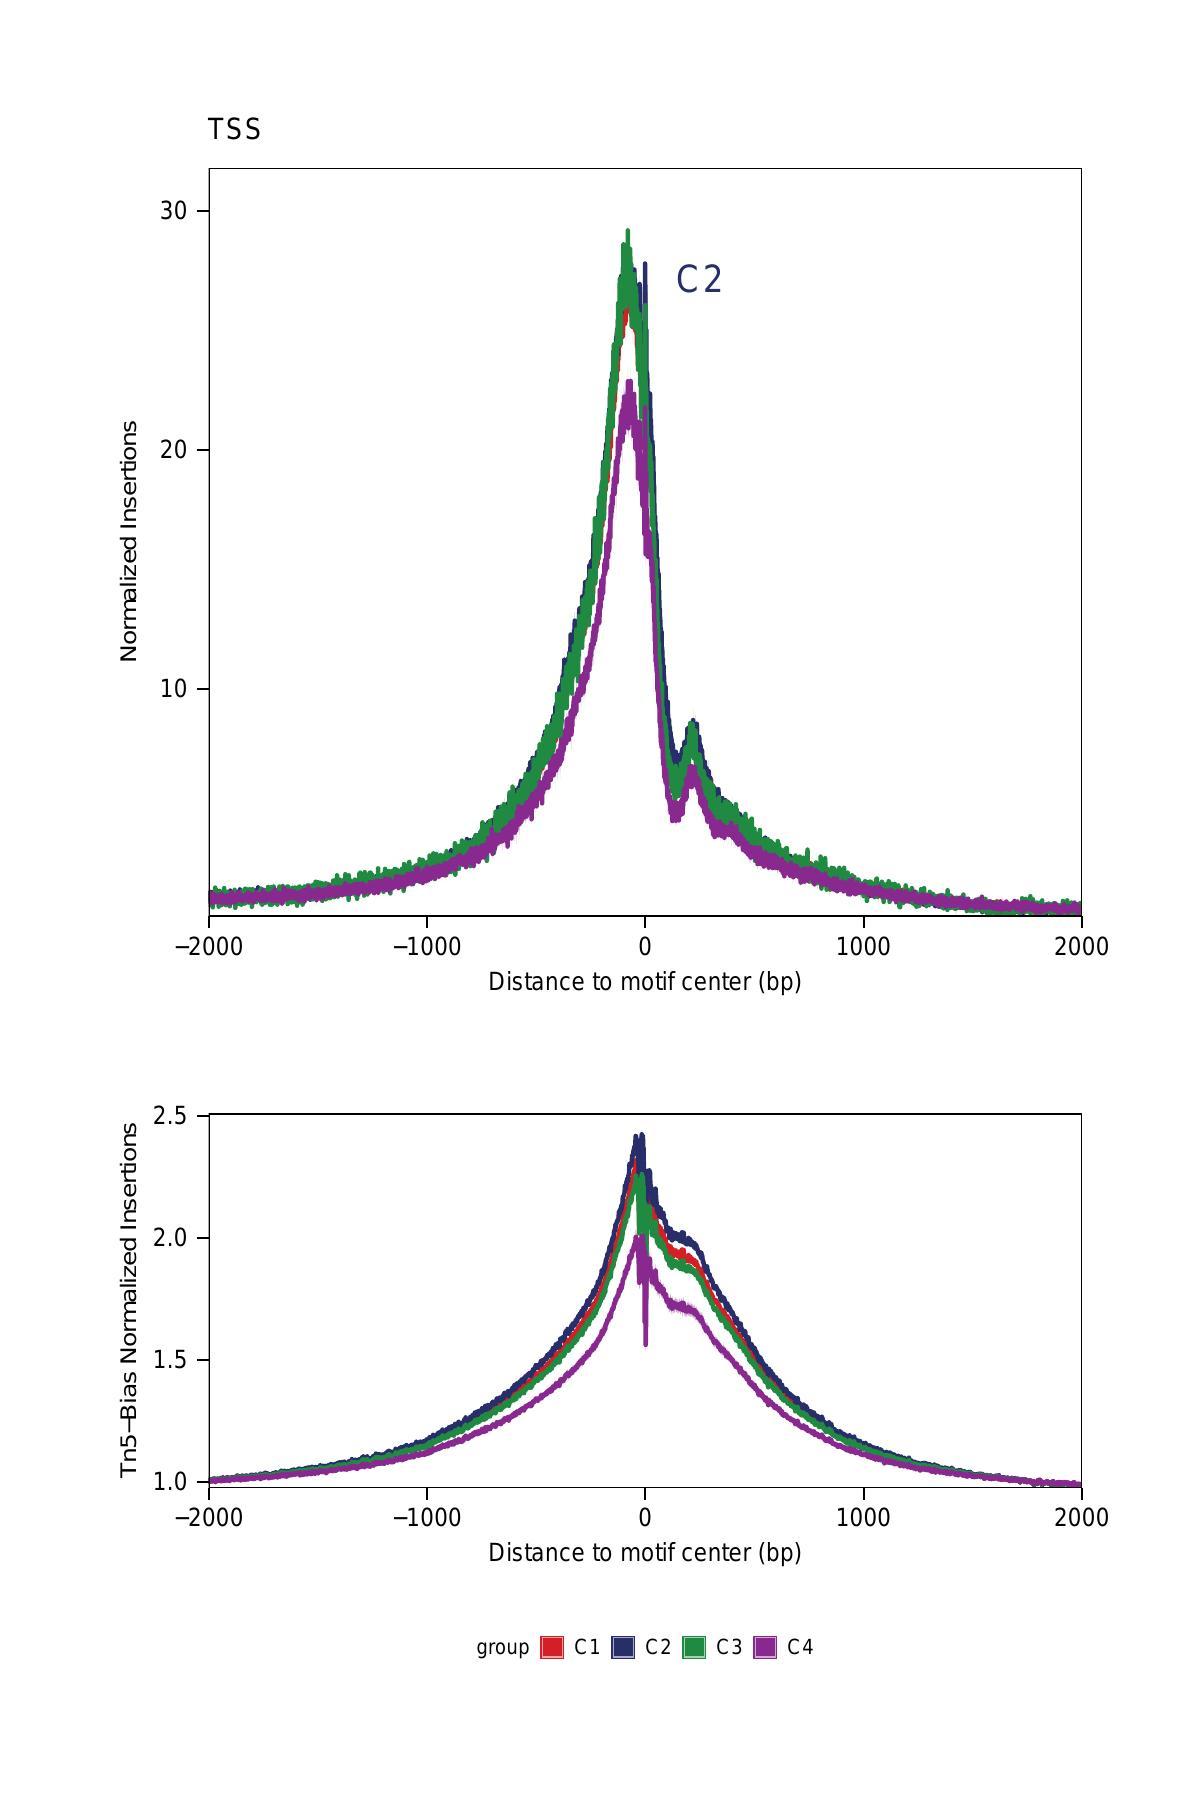 TSS
30
20
10
Normalized Insertions
C2
−2000 −1000 0 1000 2000
Distance to motif center (bp)
2.5
2.0
1.5
1.0
Tn5−Bias Normalized Insertions
−2000 −1000 0 1000 2000
Distance to motif center (bp)
group C1 C2 C3 C4